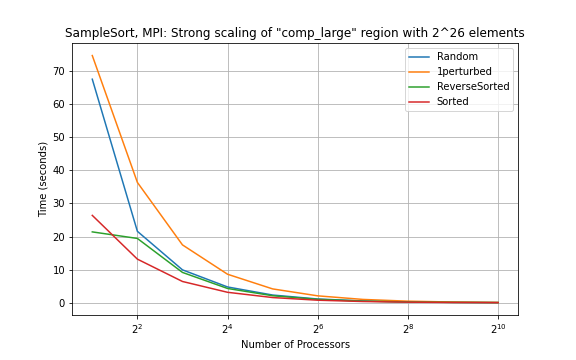 SampleSort, MPI: Strong scaling of "comp_large" region with 2^26 elements
Random
1perturbed
ReverseSorted
Sorted
Time (seconds)
70
60
50
40
30
20
10
0
2^2
2^4
2^6
2^8
2^10
Number of Processors